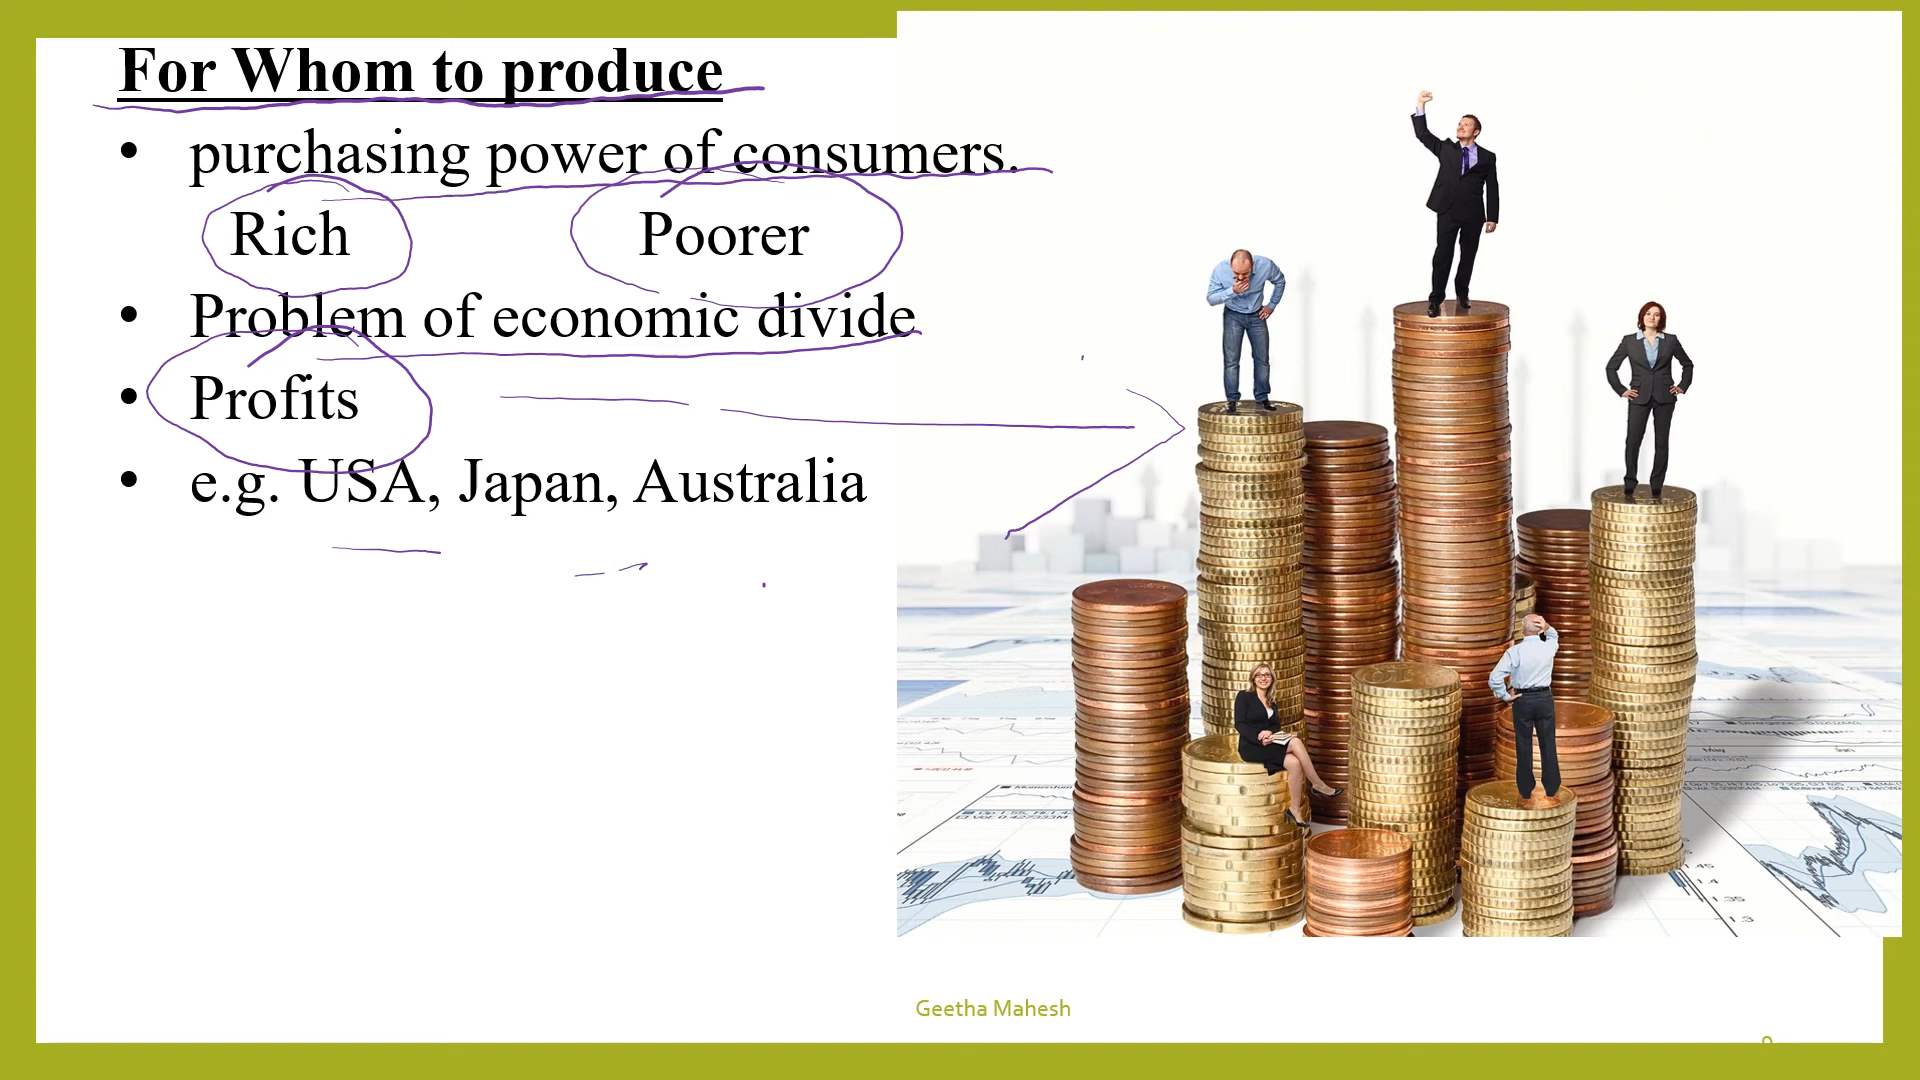 For Whom to produce
• purchasing power of consumers.
Rich Poorer
• Problem of economic divide
• Profits
• e.g. USA, Japan, Australia
Geetha Mahesh